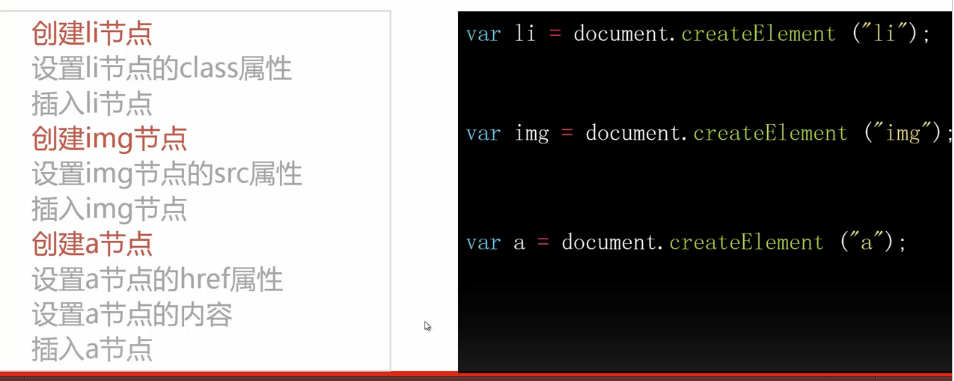 创建li节点
设置li节点的class属性
插入li节点
创建img节点
设置img节点的src属性
插入img节点
创建a节点
设置a节点的href属性
设置a节点的内容
插入a节点
var li = document.createElement ("li");
var img = document.createElement ("img");
var a = document.createElement ("a");